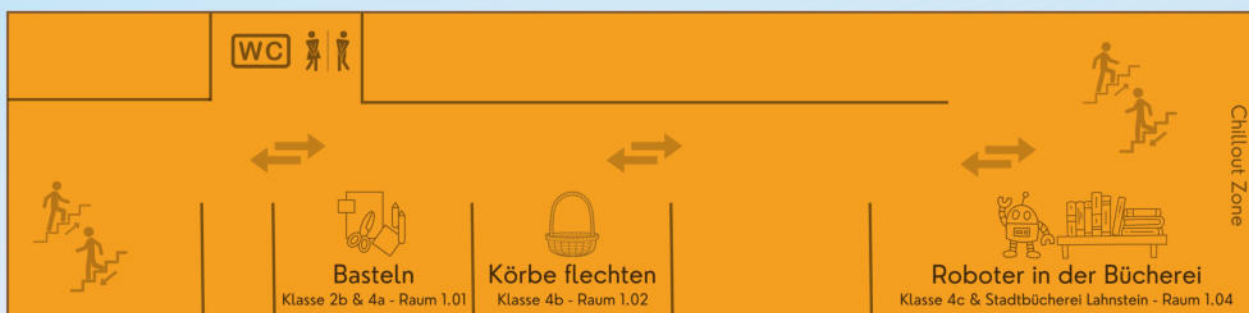 WC
Chillout Zone
Basteln
Klasse 2b & 4a - Raum 1.01
Körbe flechten
Klasse 4b - Raum 1.02
Roboter in der Bücherei
Klasse 4c & Stadtbücherei Lahnstein - Raum 1.04